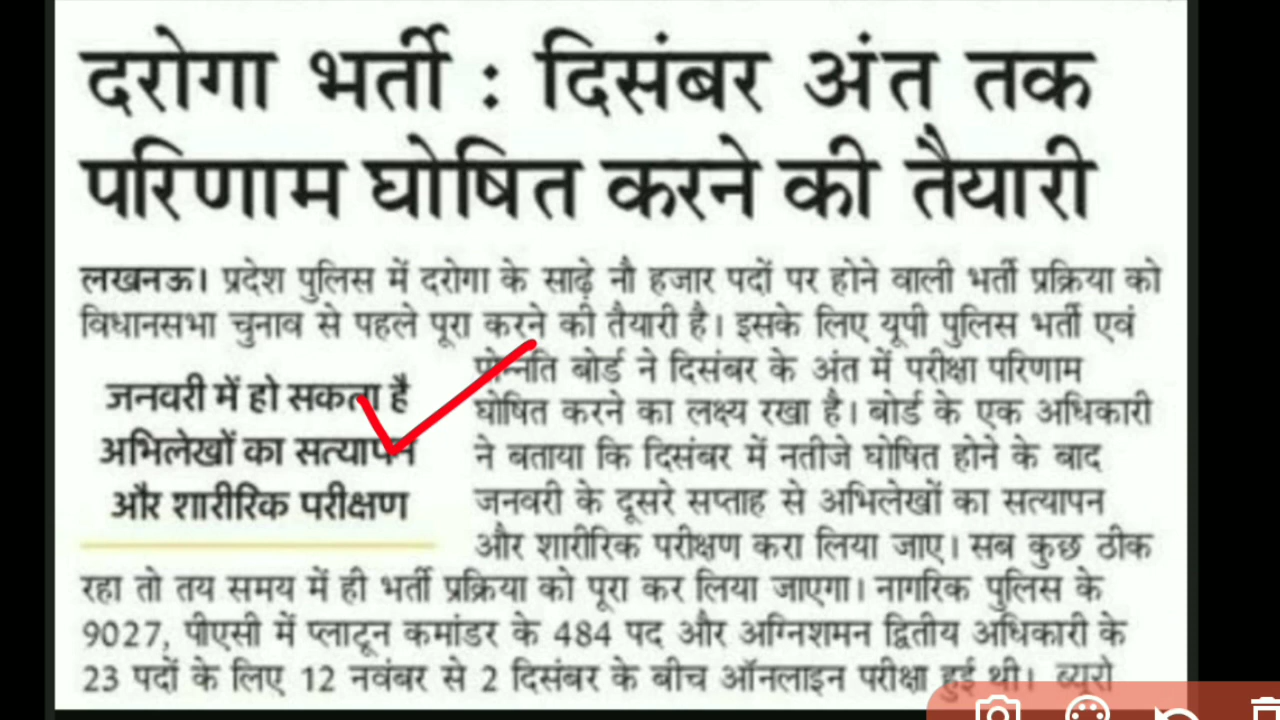 दरोगा भर्ती : दिसंबर अंत तक
परिणाम घोषित करने की तैयारी
लखनऊ। प्रदेश पुलिस में दरोगा के साढ़े नौ हजार पदों पर होने वाली भर्ती प्रक्रिया को
विधानसभा चुनाव से पहले पूरा करने की तैयारी है। इसके लिए यूपी पुलिस भर्ती एवं
जनवरी में हो सकता है
अभिलेखों का सत्यापन
और शारीरिक परीक्षण
प्रोन्नति बोर्ड ने दिसंबर के अंत में परीक्षा परिणाम
घोषित करने का लक्ष्य रखा है। बोर्ड के एक अधिकारी
ने बताया कि दिसंबर में नतीजे घोषित होने के बाद
जनवरी के दूसरे सप्ताह से अभिलेखों का सत्यापन
और शारीरिक परीक्षण करा लिया जाए। सब कुछ ठीक
रहा तो तय समय में ही भर्ती प्रक्रिया को पूरा कर लिया जाएगा। नागरिक पुलिस के
9027, पीएसी में प्लाटून कमांडर के 484 पद और अग्निशमन द्वितीय अधिकारी के
23 पदों के लिए 12 नवंबर से 2 दिसंबर के बीच ऑनलाइन परीक्षा हुई थी। ब्यूरो